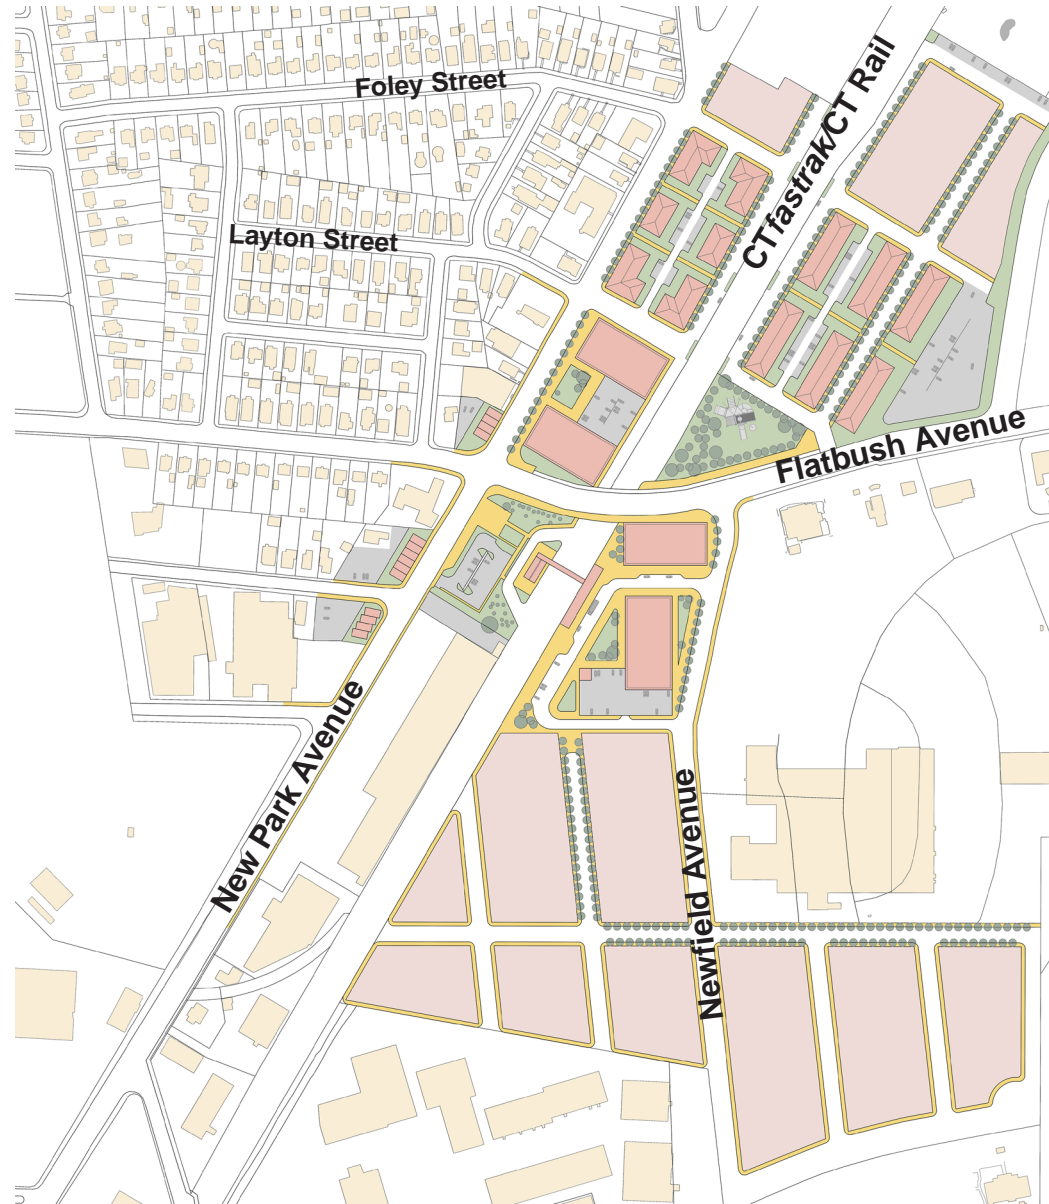 Foley Street
CTfastrak/CT Rail
Layton Street
Flatbush Avenue
New Park Avenue
Newfield Avenue